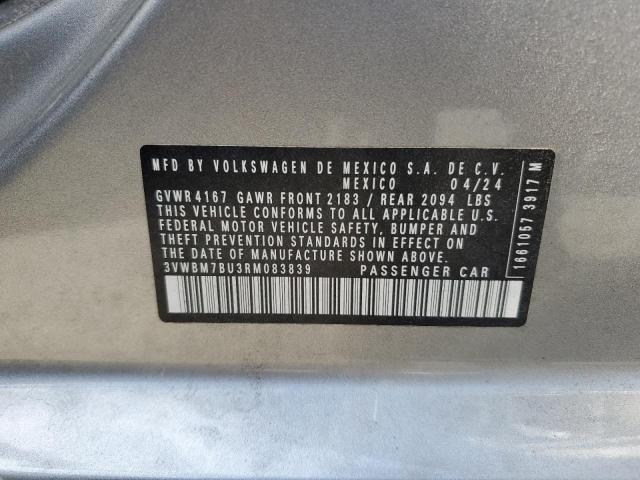 MFD BY VOLKSWAGEN DE MEXICO S.A. DE C.V.
MEXICO 04/24
GVWR 4167 GAWR FRONT 2183 / REAR 2094 LBS
THIS VEHICLE CONFORMS TO ALL APPLICABLE U.S.
FEDERAL MOTOR VEHICLE SAFETY, BUMPER AND
THEFT PREVENTION STANDARDS IN EFFECT ON
THE DATE OF MANUFACTURE SHOWN ABOVE.
3VWBM7BU3RM083839 PASSENGER CAR
1661057 3917 M